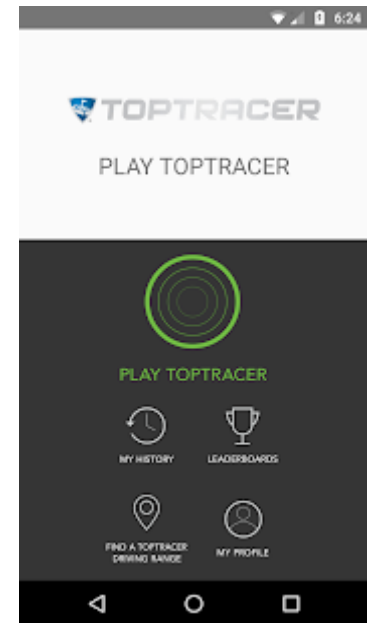 6:24
TOPTRACER
PLAY TOPTRACER
PLAY TOPTRACER
MY HISTORY
LEADERBOARDS
FIND A TOPTRACER
DRIVING RANGE
MY PROFILE